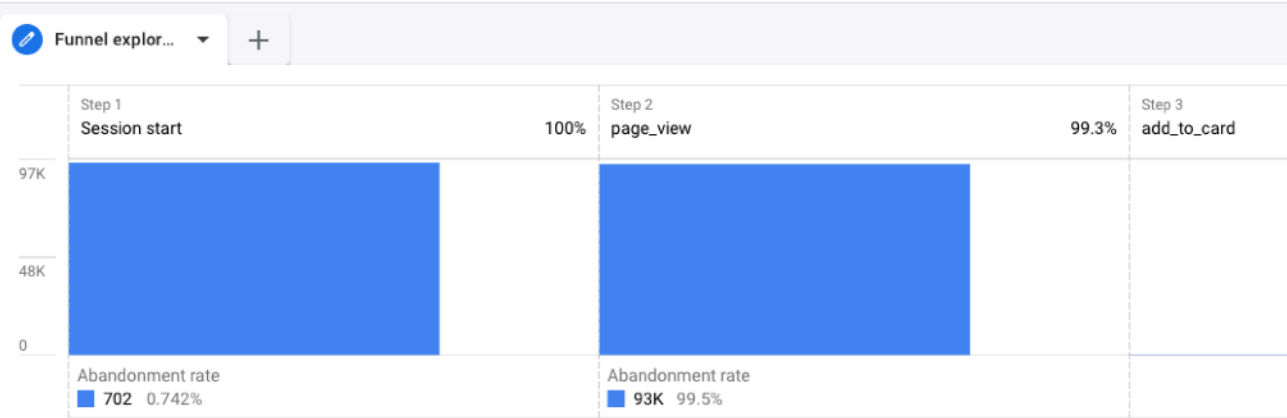 Funnel explor...
Step 1
Session start 100%
Step 2
page_view 99.3%
Step 3
add_to_card
97K
48K
0
Abandonment rate
702 0.742%
Abandonment rate
93K 99.5%